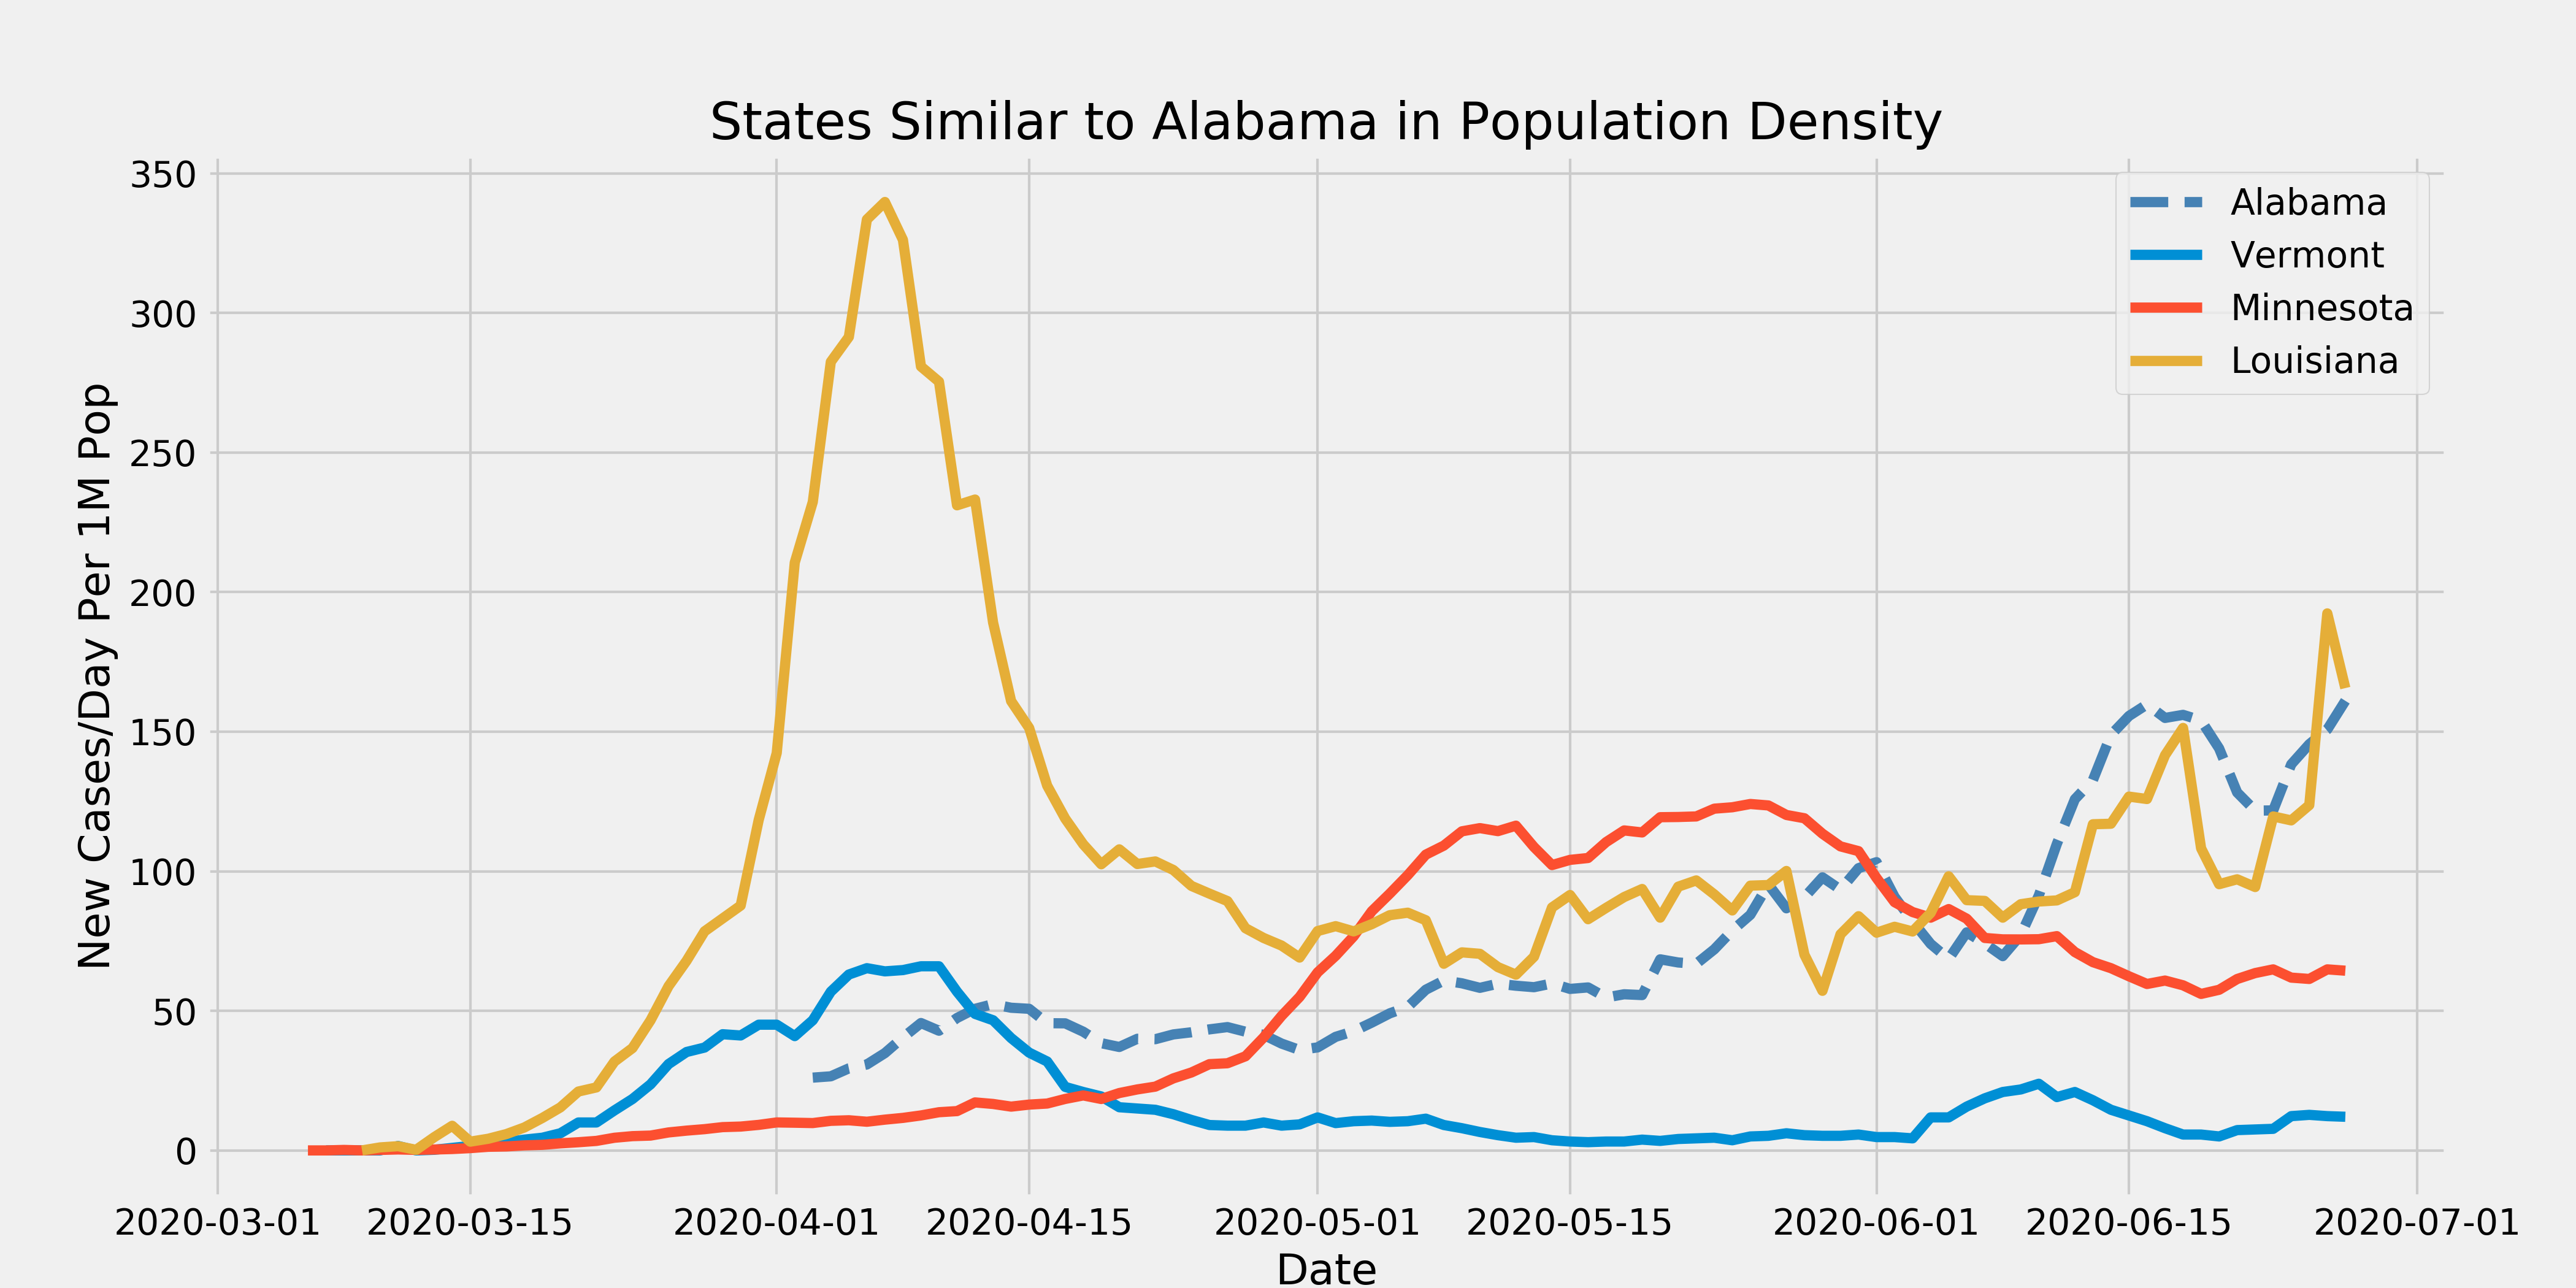 States Similar to Alabama in Population Density
New Cases/Day Per 1M Pop
350
300
250
200
150
100
50
0
Alabama
Vermont
Minnesota
Louisiana
2020-03-01 2020-03-15 2020-04-01 2020-04-15 2020-05-01 2020-05-15 2020-06-01 2020-06-15 2020-07-01
Date